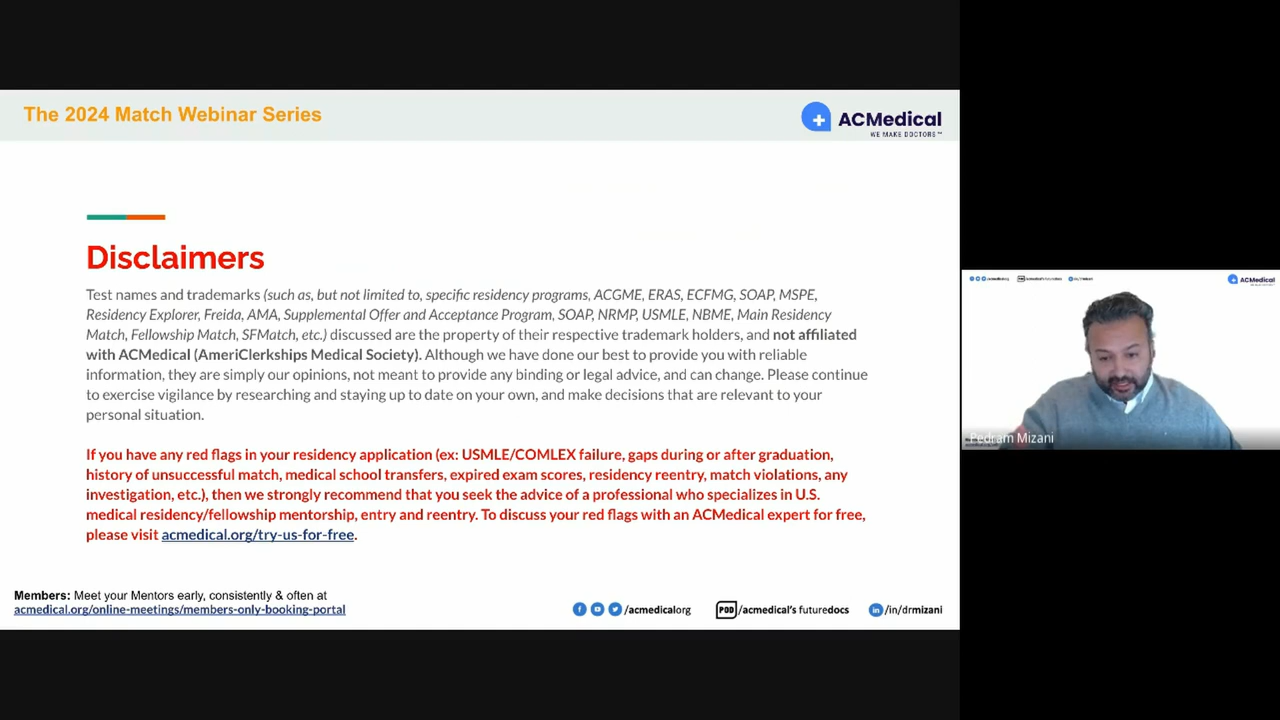 The 2024 Match Webinar Series
ACMedical
WE MAKE DOCTORS™
Disclaimers
Test names and trademarks (such as, but not limited to, specific residency programs, ACGME, ERAS, ECFMG, SOAP, MSPE,
Residency Explorer, Freida, AMA, Supplemental Offer and Acceptance Program, SOAP, NRMP, USMLE, NBME, Main Residency
Match, Fellowship Match, SFMatch, etc.) discussed are the property of their respective trademark holders, and not affiliated
with ACMedical (AmeriClerkships Medical Society). Although we have done our best to provide you with reliable
information, they are simply our opinions, not meant to provide any binding or legal advice, and can change. Please continue
to exercise vigilance by researching and staying up to date on your own, and make decisions that are relevant to your
personal situation.
If you have any red flags in your residency application (ex: USMLE/COMLEX failure, gaps during or after graduation,
history of unsuccessful match, medical school transfers, expired exam scores, residency reentry, match violations, any
investigation, etc.), then we strongly recommend that you seek the advice of a professional who specializes in U.S.
medical residency/fellowship mentorship, entry and reentry. To discuss your red flags with an ACMedical expert for free,
please visit acmedical.org/try-us-for-free.
Members: Meet your Mentors early, consistently & often at
acmedical.org/online-meetings/members-only-booking-portal
/acmedicalorg
POD/acmedical's futuredocs
in/in/drmizani
ACMedical
Pedram Mizani